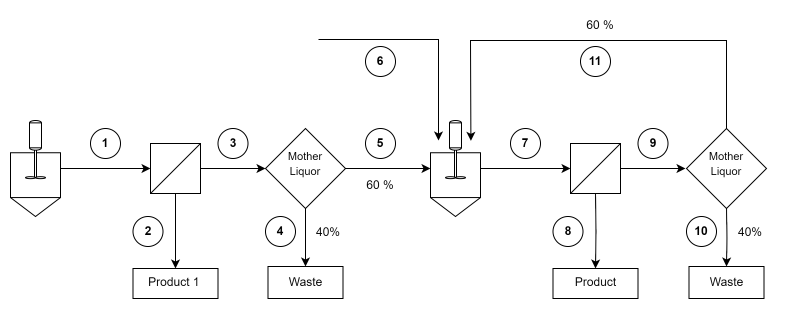 60 %
6
11
1
3
5
7
9
Mother
Liquor
Mother
Liquor
60 %
2
4
40%
8
10
40%
Product 1
Waste
Product
Waste